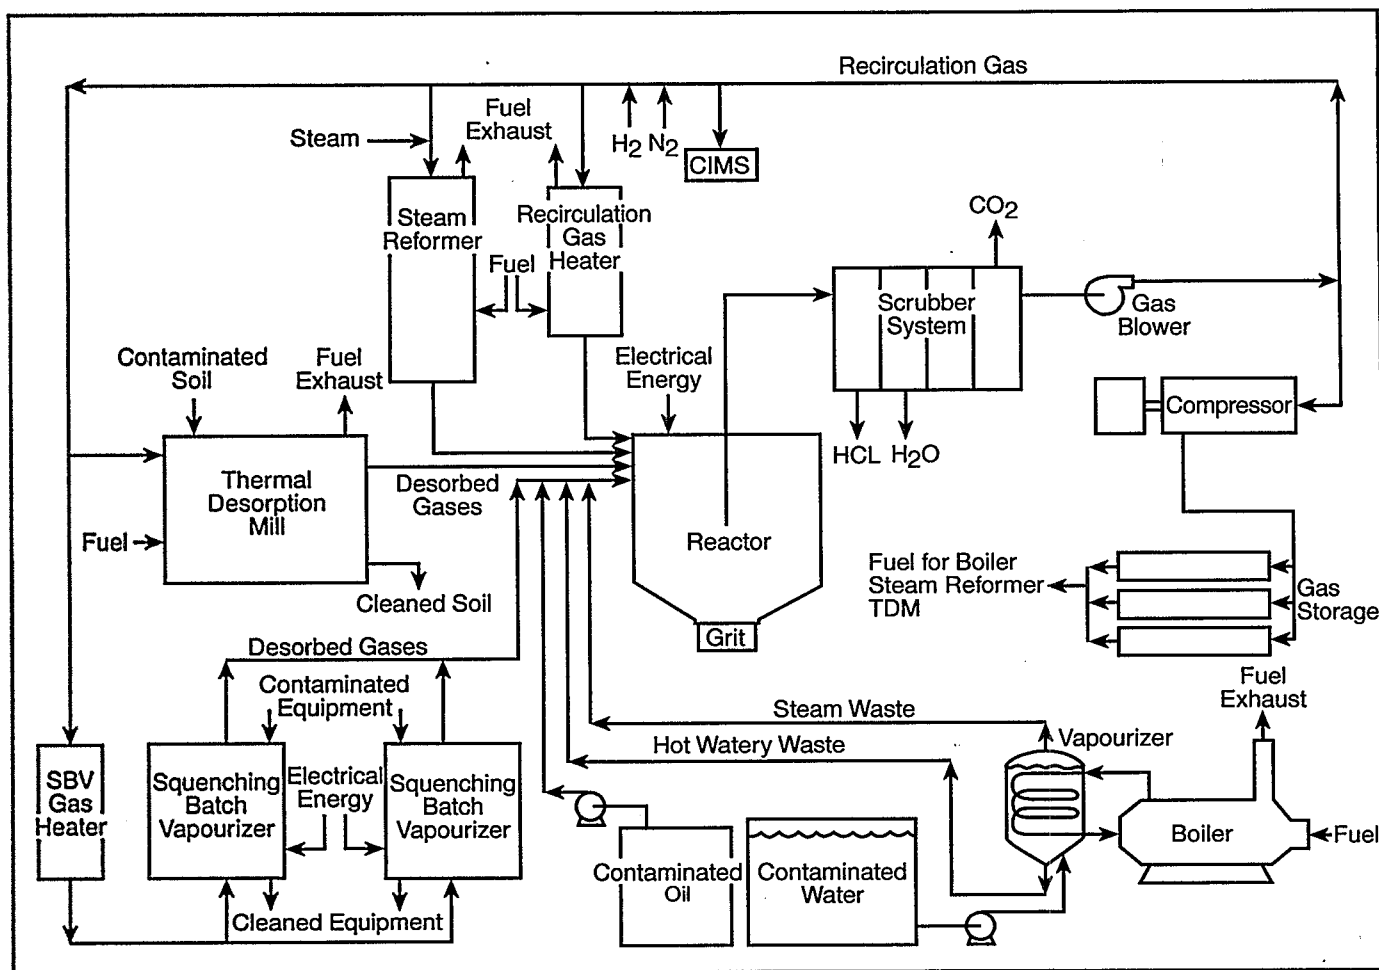 Recirculation Gas
Fuel
Exhaust
Steam
H2 N2
CIMS
Steam
Reformer
Recirculation
Gas
Heater
Fuel
CO2
Scrubber
System
Gas
Blower
Contaminated
Soil
Fuel
Exhaust
Electrical
Energy
Compressor
HCL H2O
Thermal
Desorption
Mill
Desorbed
Gases
Fuel
Reactor
Cleaned Soil
Fuel for Boiler
Steam Reformer
TDM
Gas
Storage
Grit
Desorbed Gases
Contaminated
Equipment
Fuel
Exhaust
Steam Waste
Hot Watery Waste
Vapourizer
SBV
Gas
Heater
Squenching
Batch
Vapourizer
Electrical
Energy
Squenching
Batch
Vapourizer
Boiler
Fuel
Contaminated
Oil
Contaminated
Water
Cleaned Equipment